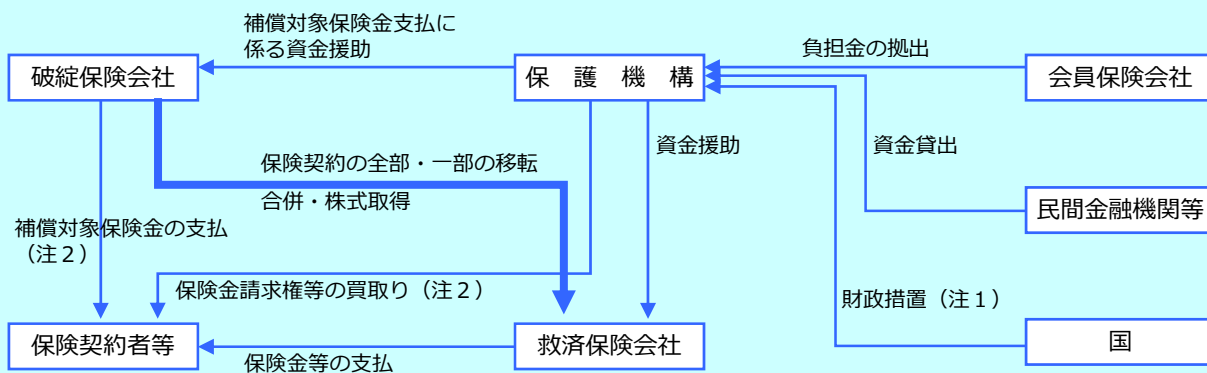 補償対象保険金支払に
係る資金援助
負担金の拠出
破綻保険会社
保 護 機 構
会員保険会社
資金援助
資金貸出
保険契約の全部・一部の移転
合併・株式取得
民間金融機関等
補償対象保険金の支払
（注２）
保険金請求権等の買取り（注２）
財政措置（注１）
保険契約者等
救済保険会社
国
保険金等の支払